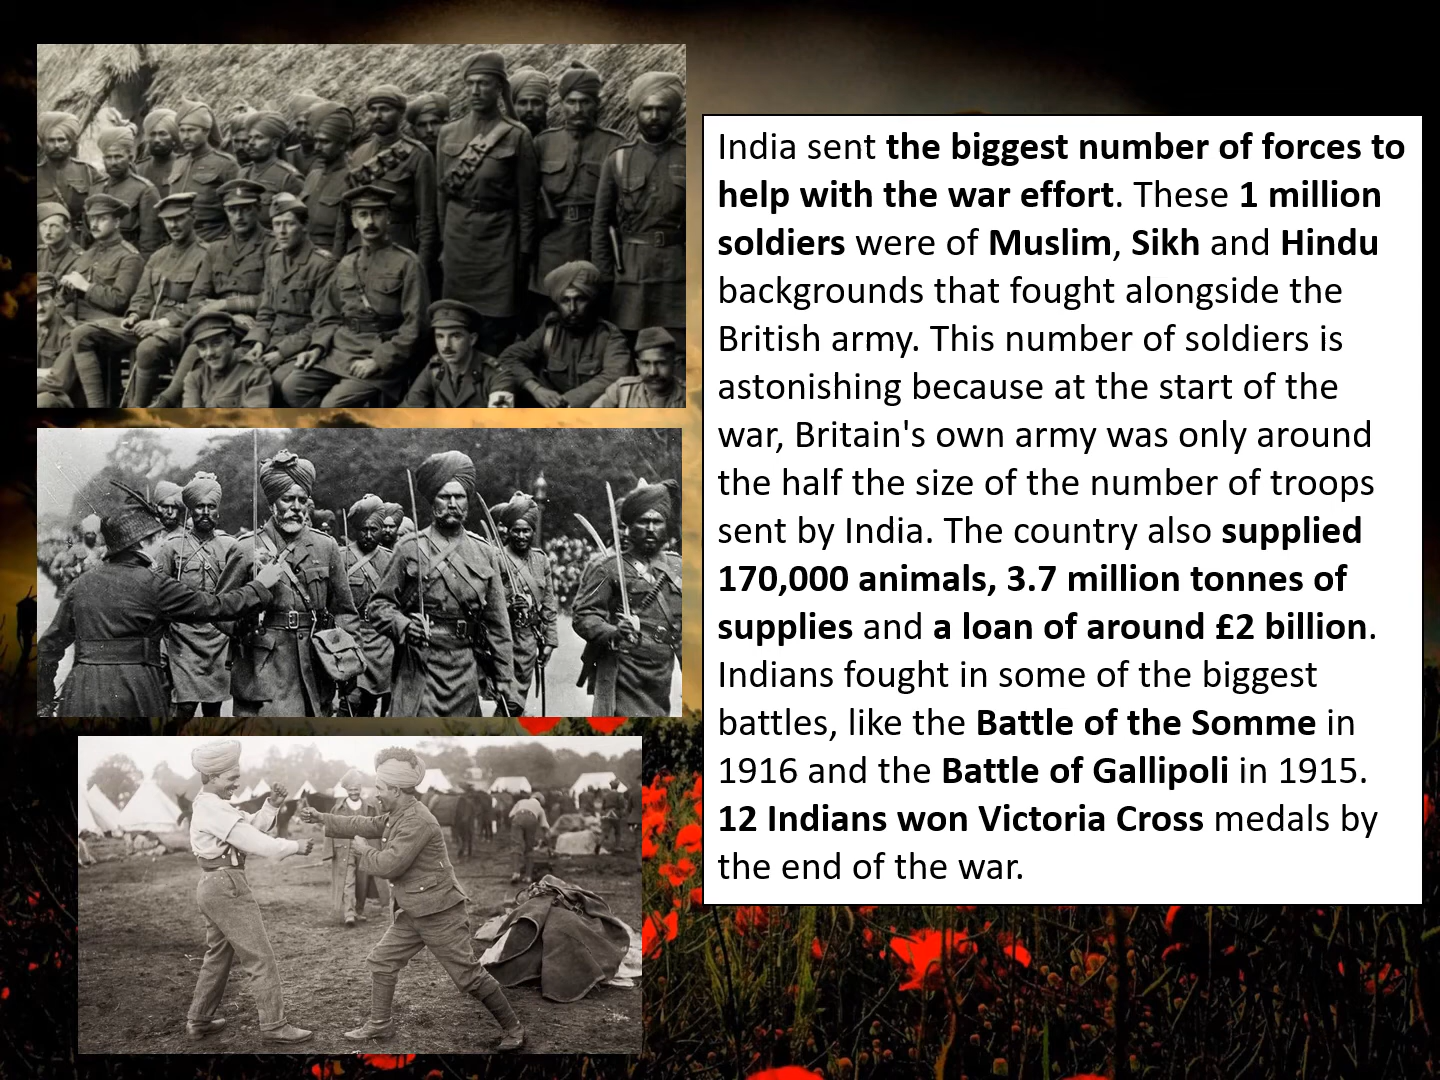 India sent the biggest number of forces to
help with the war effort. These 1 million
soldiers were of Muslim, Sikh and Hindu
backgrounds that fought alongside the
British army. This number of soldiers is
astonishing because at the start of the
war, Britain's own army was only around
the half the size of the number of troops
sent by India. The country also supplied
170,000 animals, 3.7 million tonnes of
supplies and a loan of around £2 billion.
Indians fought in some of the biggest
battles, like the Battle of the Somme in
1916 and the Battle of Gallipoli in 1915.
12 Indians won Victoria Cross medals by
the end of the war.